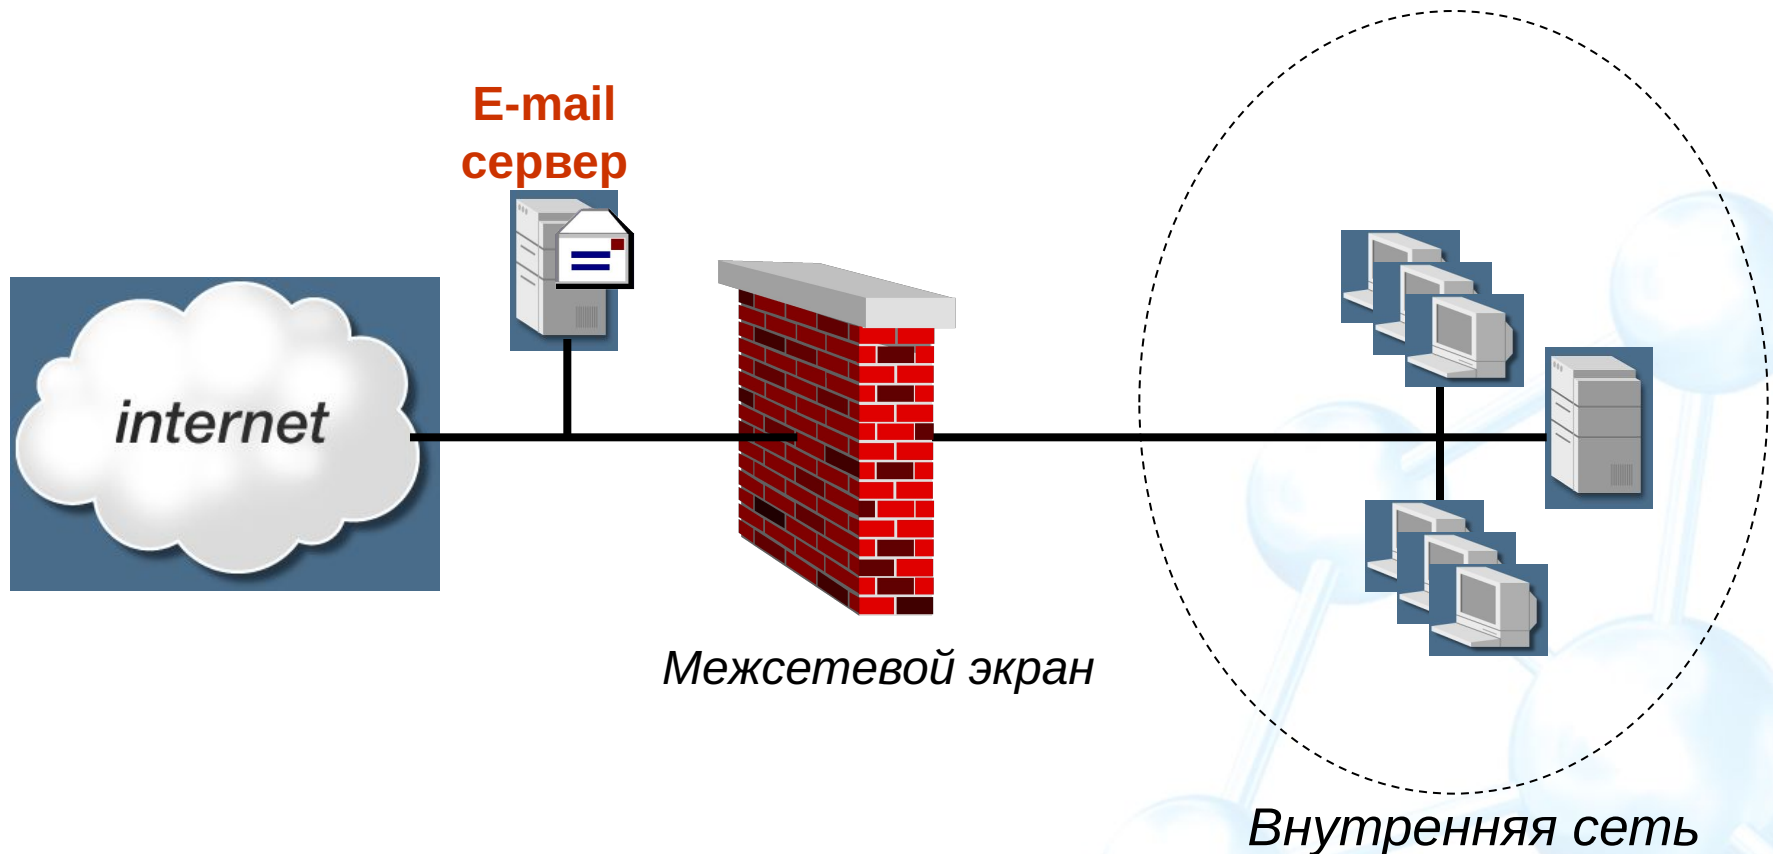 E-mail
сервер
internet
Межсетевой экран
Внутренняя сеть